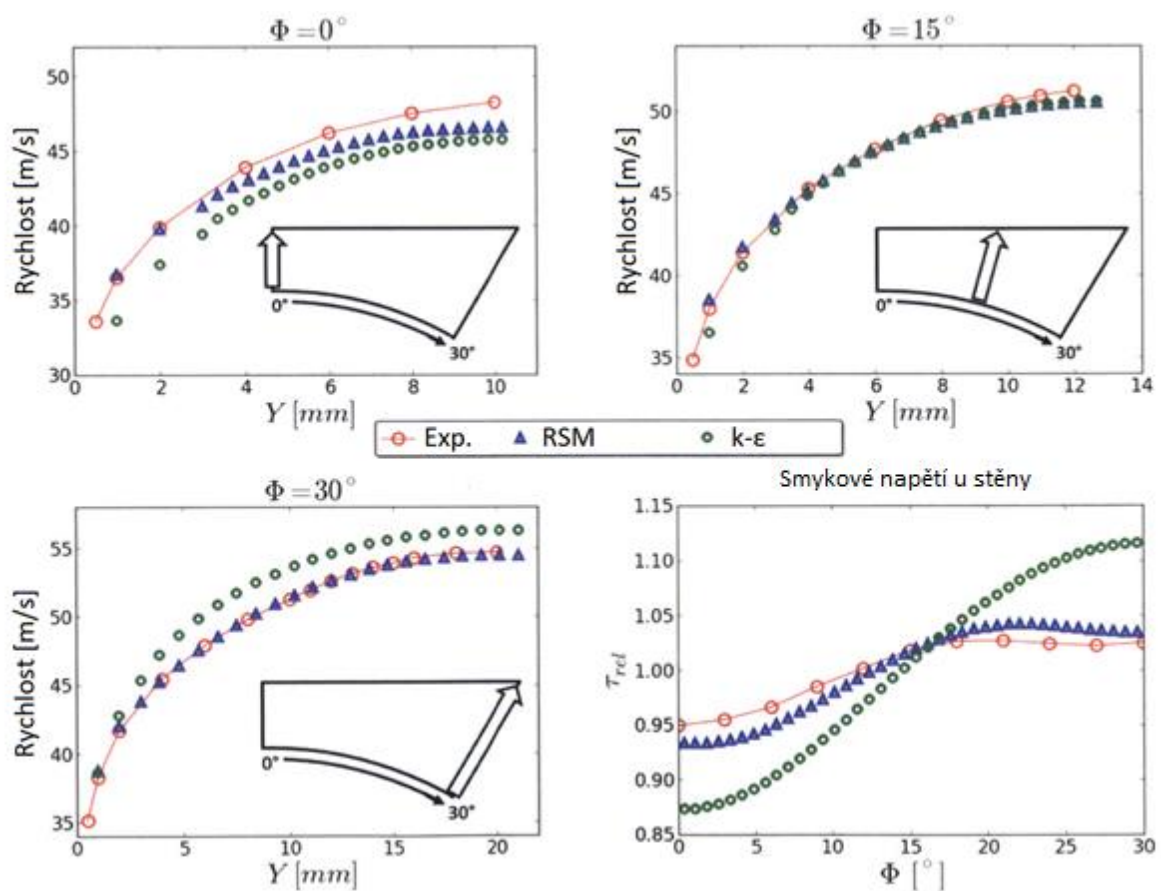 Φ = 0°
Rychlost [m/s]
50
45
40
35
30
0 2 4 6 8 10
Y [mm]
0°
30°
Φ = 15°
Rychlost [m/s]
50
45
40
35
0 2 4 6 8 10 12 14
Y [mm]
0°
30°
Exp. RSM k-ε
Φ = 30°
Rychlost [m/s]
55
50
45
40
35
0 5 10 15 20
Y [mm]
0°
30°
Smykové napětí u stěny
τrel
1.15
1.10
1.05
1.00
0.95
0.90
0.85
0 5 10 15 20 25 30
Φ [°]